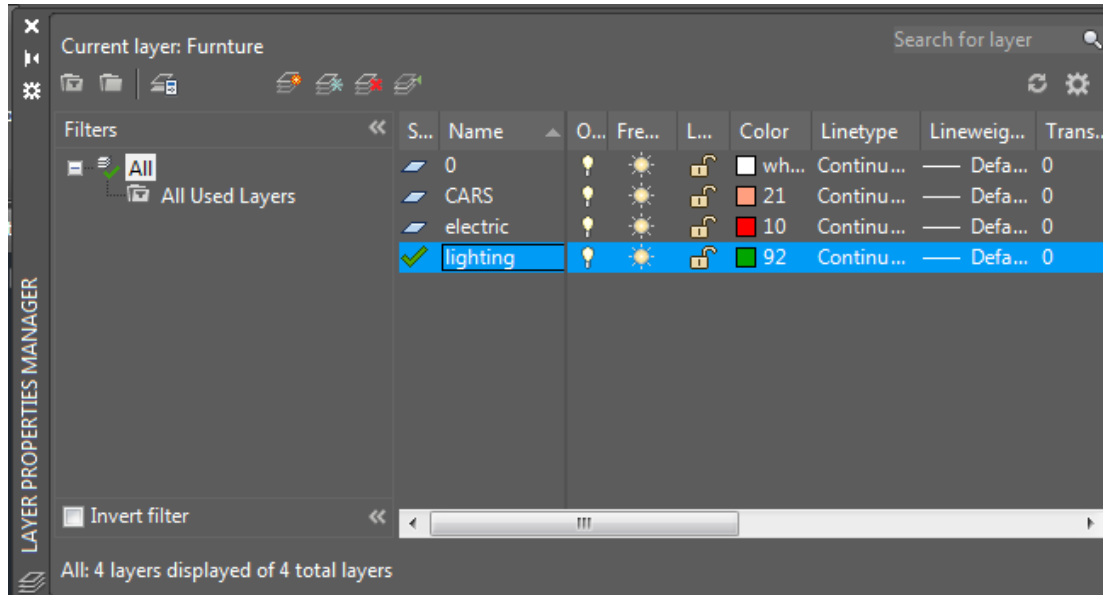 Current layer: Furnture
Search for layer
Filters
S... Name O... Fre... L... Color Linetype Lineweig... Trans..
All
All Used Layers
0 wh... Continu... Defa... 0
CARS 21 Continu... Defa... 0
electric 10 Continu... Defa... 0
lighting 92 Continu... Defa... 0
Invert filter
All: 4 layers displayed of 4 total layers
LAYER PROPERTIES MANAGER